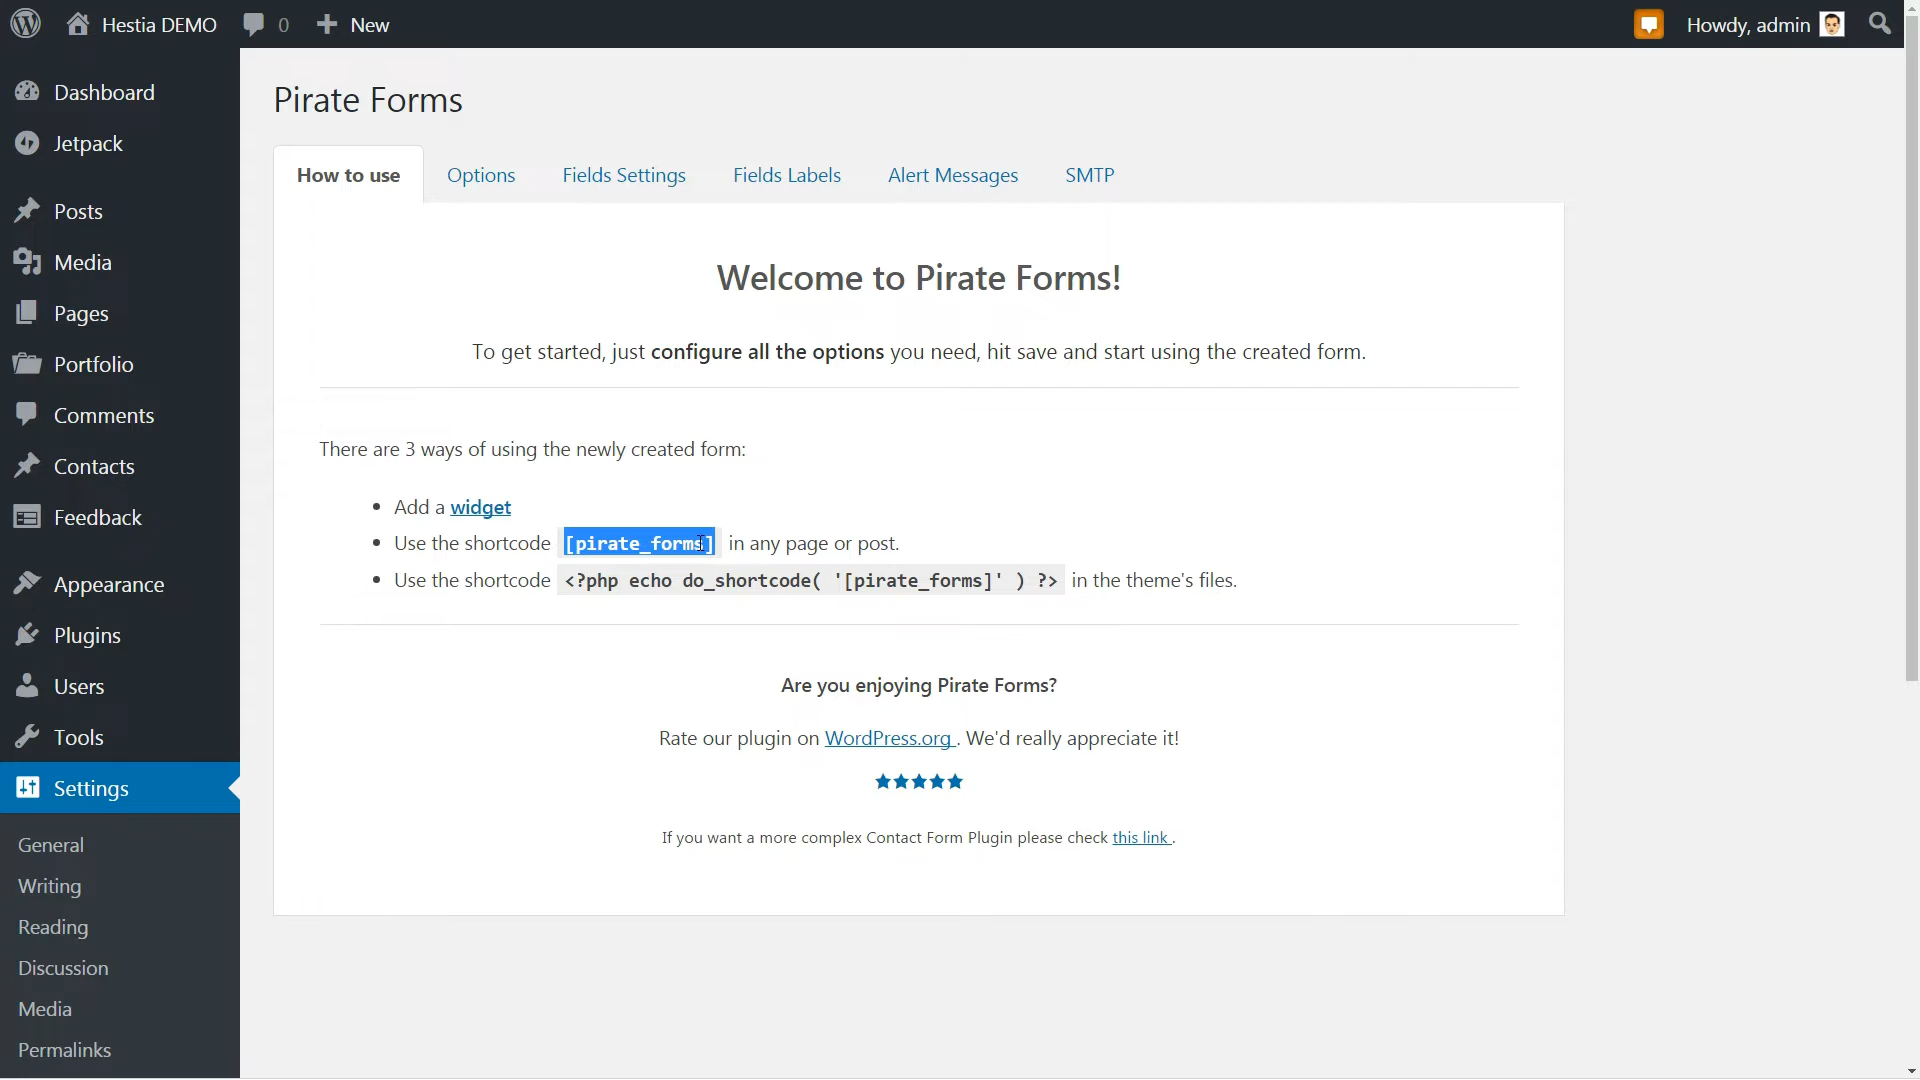 Hestia DEMO 0 New Howdy, admin
Dashboard
Jetpack
Posts
Media
Pages
Portfolio
Comments
Contacts
Feedback
Appearance
Plugins
Users
Tools
Settings
General
Writing
Reading
Discussion
Media
Permalinks
Pirate Forms
How to use Options Fields Settings Fields Labels Alert Messages SMTP
Welcome to Pirate Forms!
To get started, just configure all the options you need, hit save and start using the created form.
There are 3 ways of using the newly created form:
• Add a widget
• Use the shortcode [pirate_forms] in any page or post.
• Use the shortcode <?php echo do_shortcode( '[pirate_forms]' ) ?> in the theme's files.
Are you enjoying Pirate Forms?
Rate our plugin on WordPress.org . We'd really appreciate it!
If you want a more complex Contact Form Plugin please check this link .